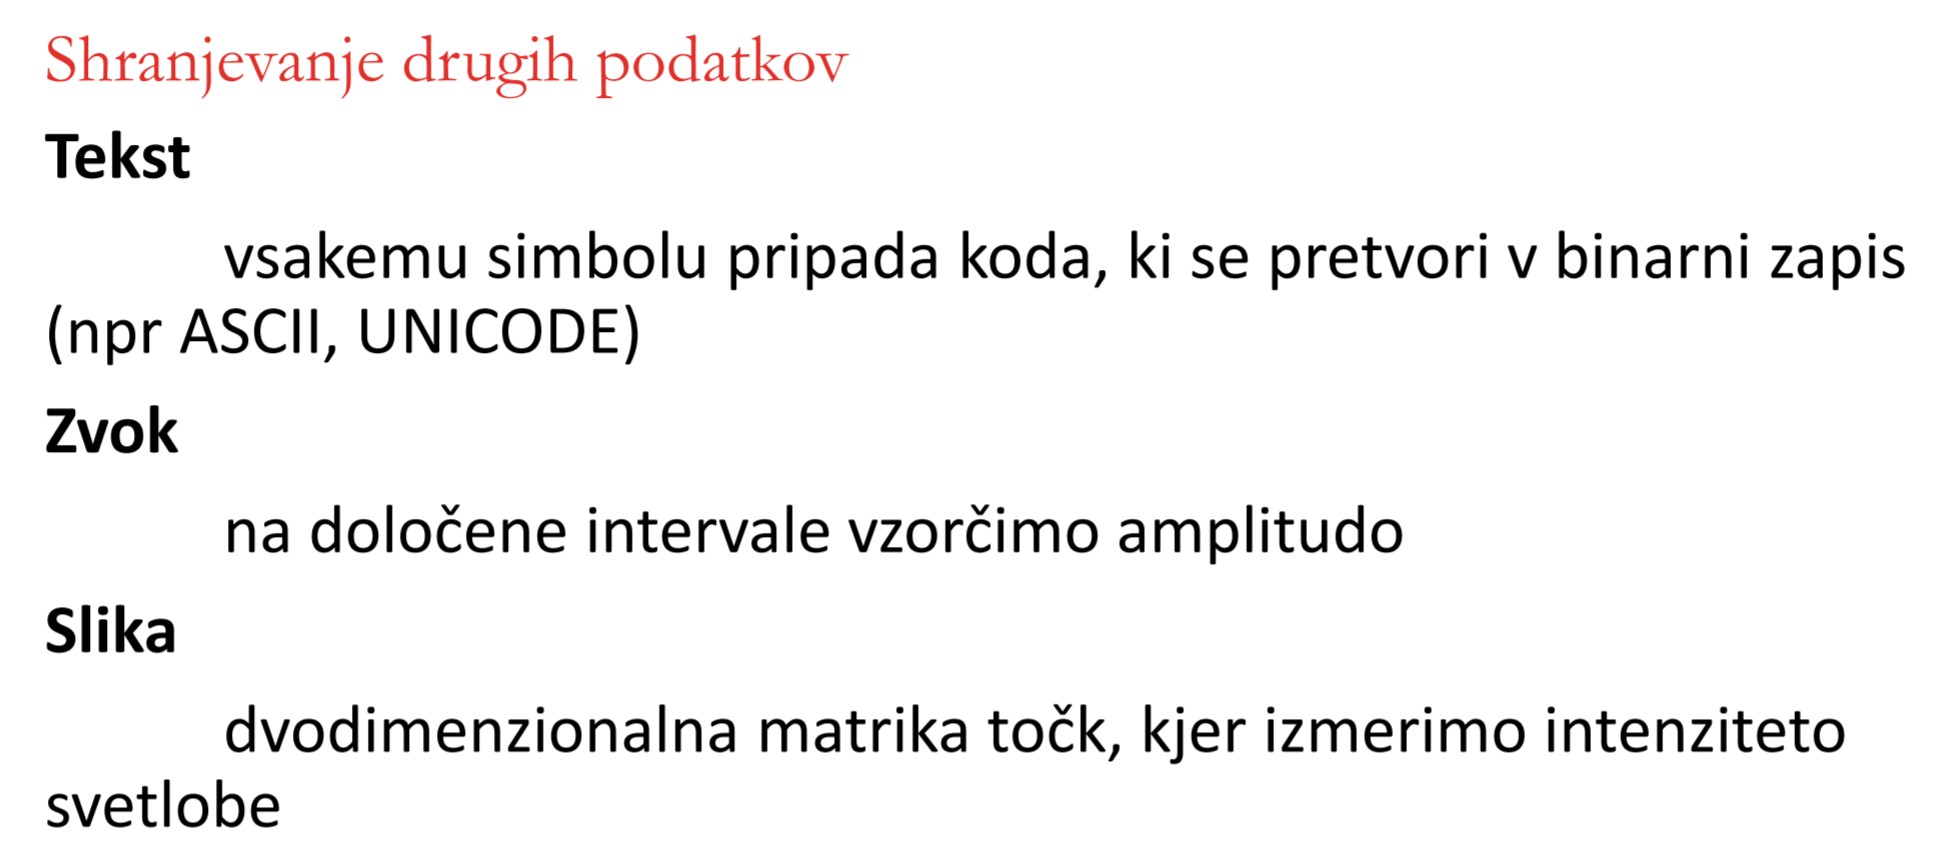 Shranjevanje drugih podatkov
Tekst
vsakemu simbolu pripada koda, ki se pretvori v binarni zapis
(npr ASCII, UNICODE)
Zvok
na določene intervale vzorčimo amplitudo
Slika
dvodimenzionalna matrika točk, kjer izmerimo intenziteto
svetlobe